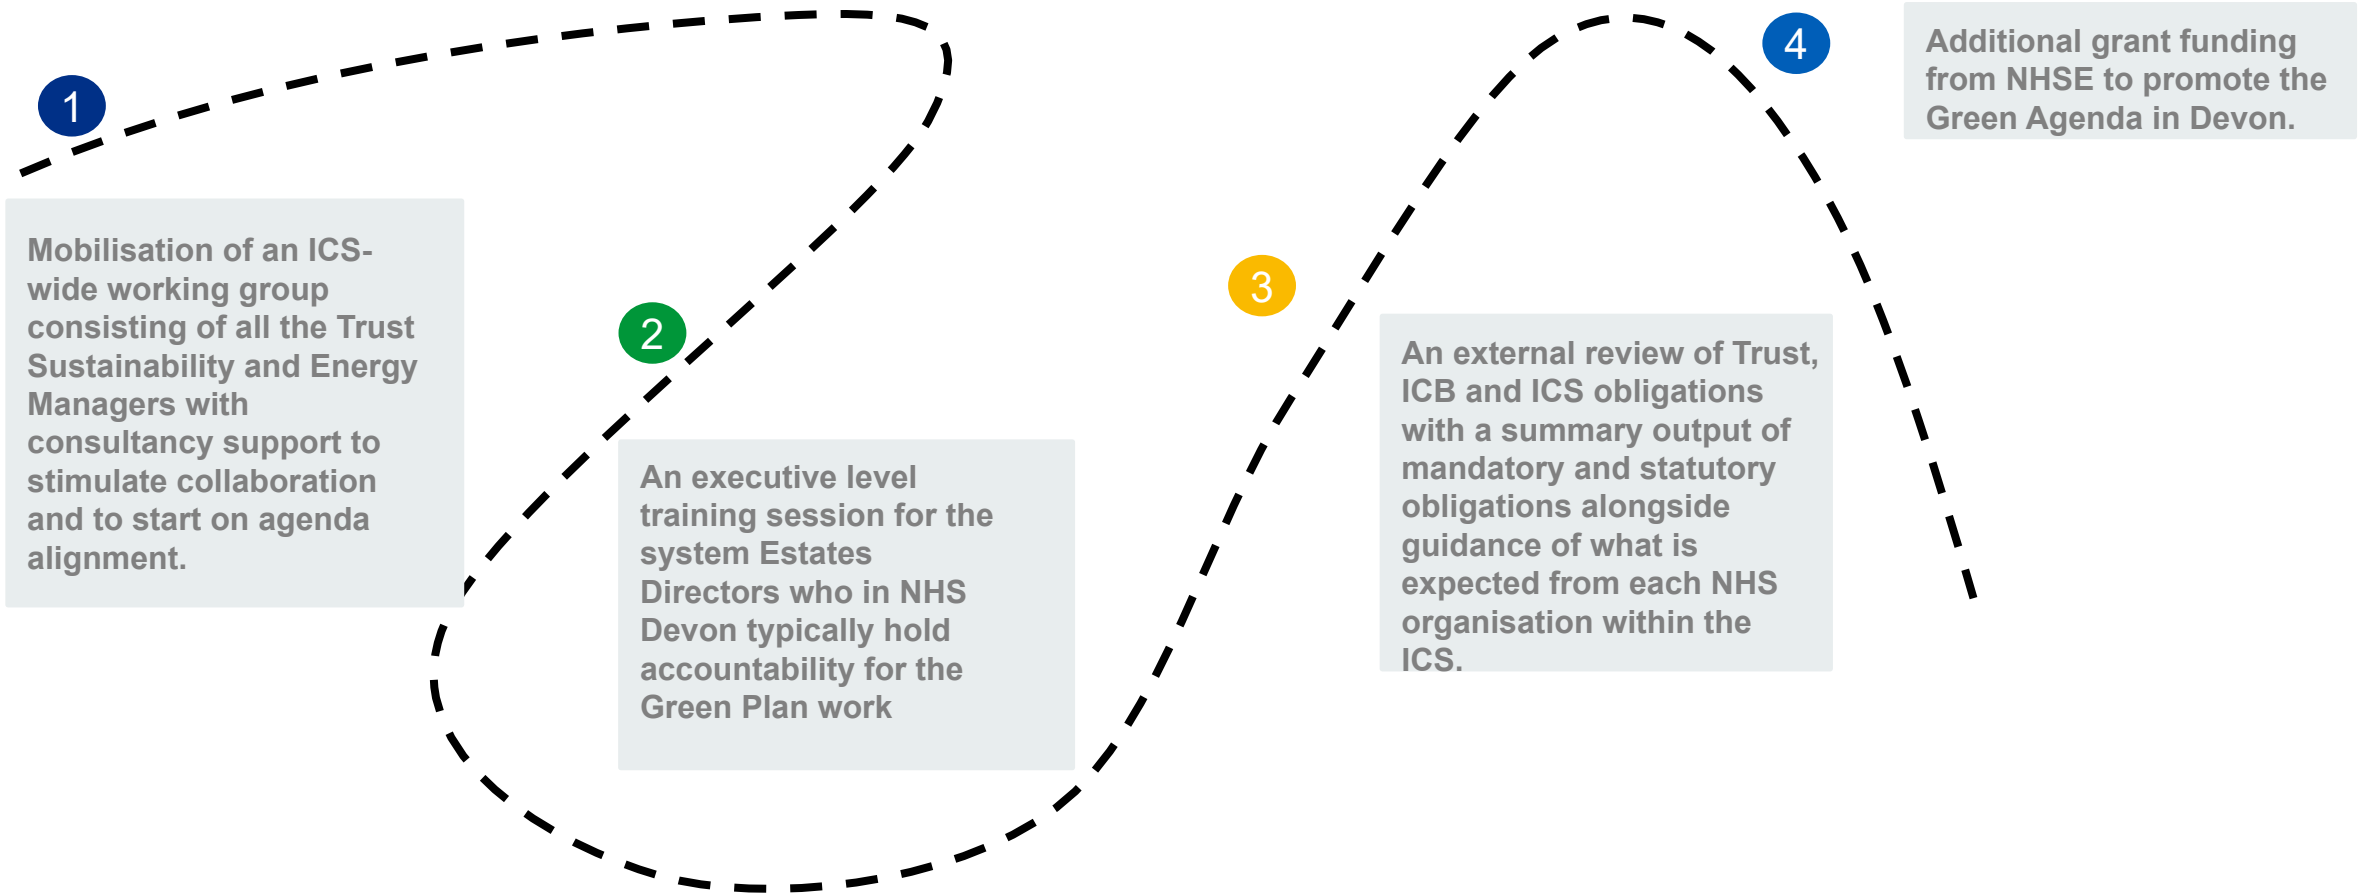 1
Mobilisation of an ICS-
wide working group
consisting of all the Trust
Sustainability and Energy
Managers with
consultancy support to
stimulate collaboration
and to start on agenda
alignment.
2
An executive level
training session for the
system Estates
Directors who in NHS
Devon typically hold
accountability for the
Green Plan work
3
An external review of Trust,
ICB and ICS obligations
with a summary output of
mandatory and statutory
obligations alongside
guidance of what is
expected from each NHS
organisation within the
ICS.
4
Additional grant funding
from NHSE to promote the
Green Agenda in Devon.